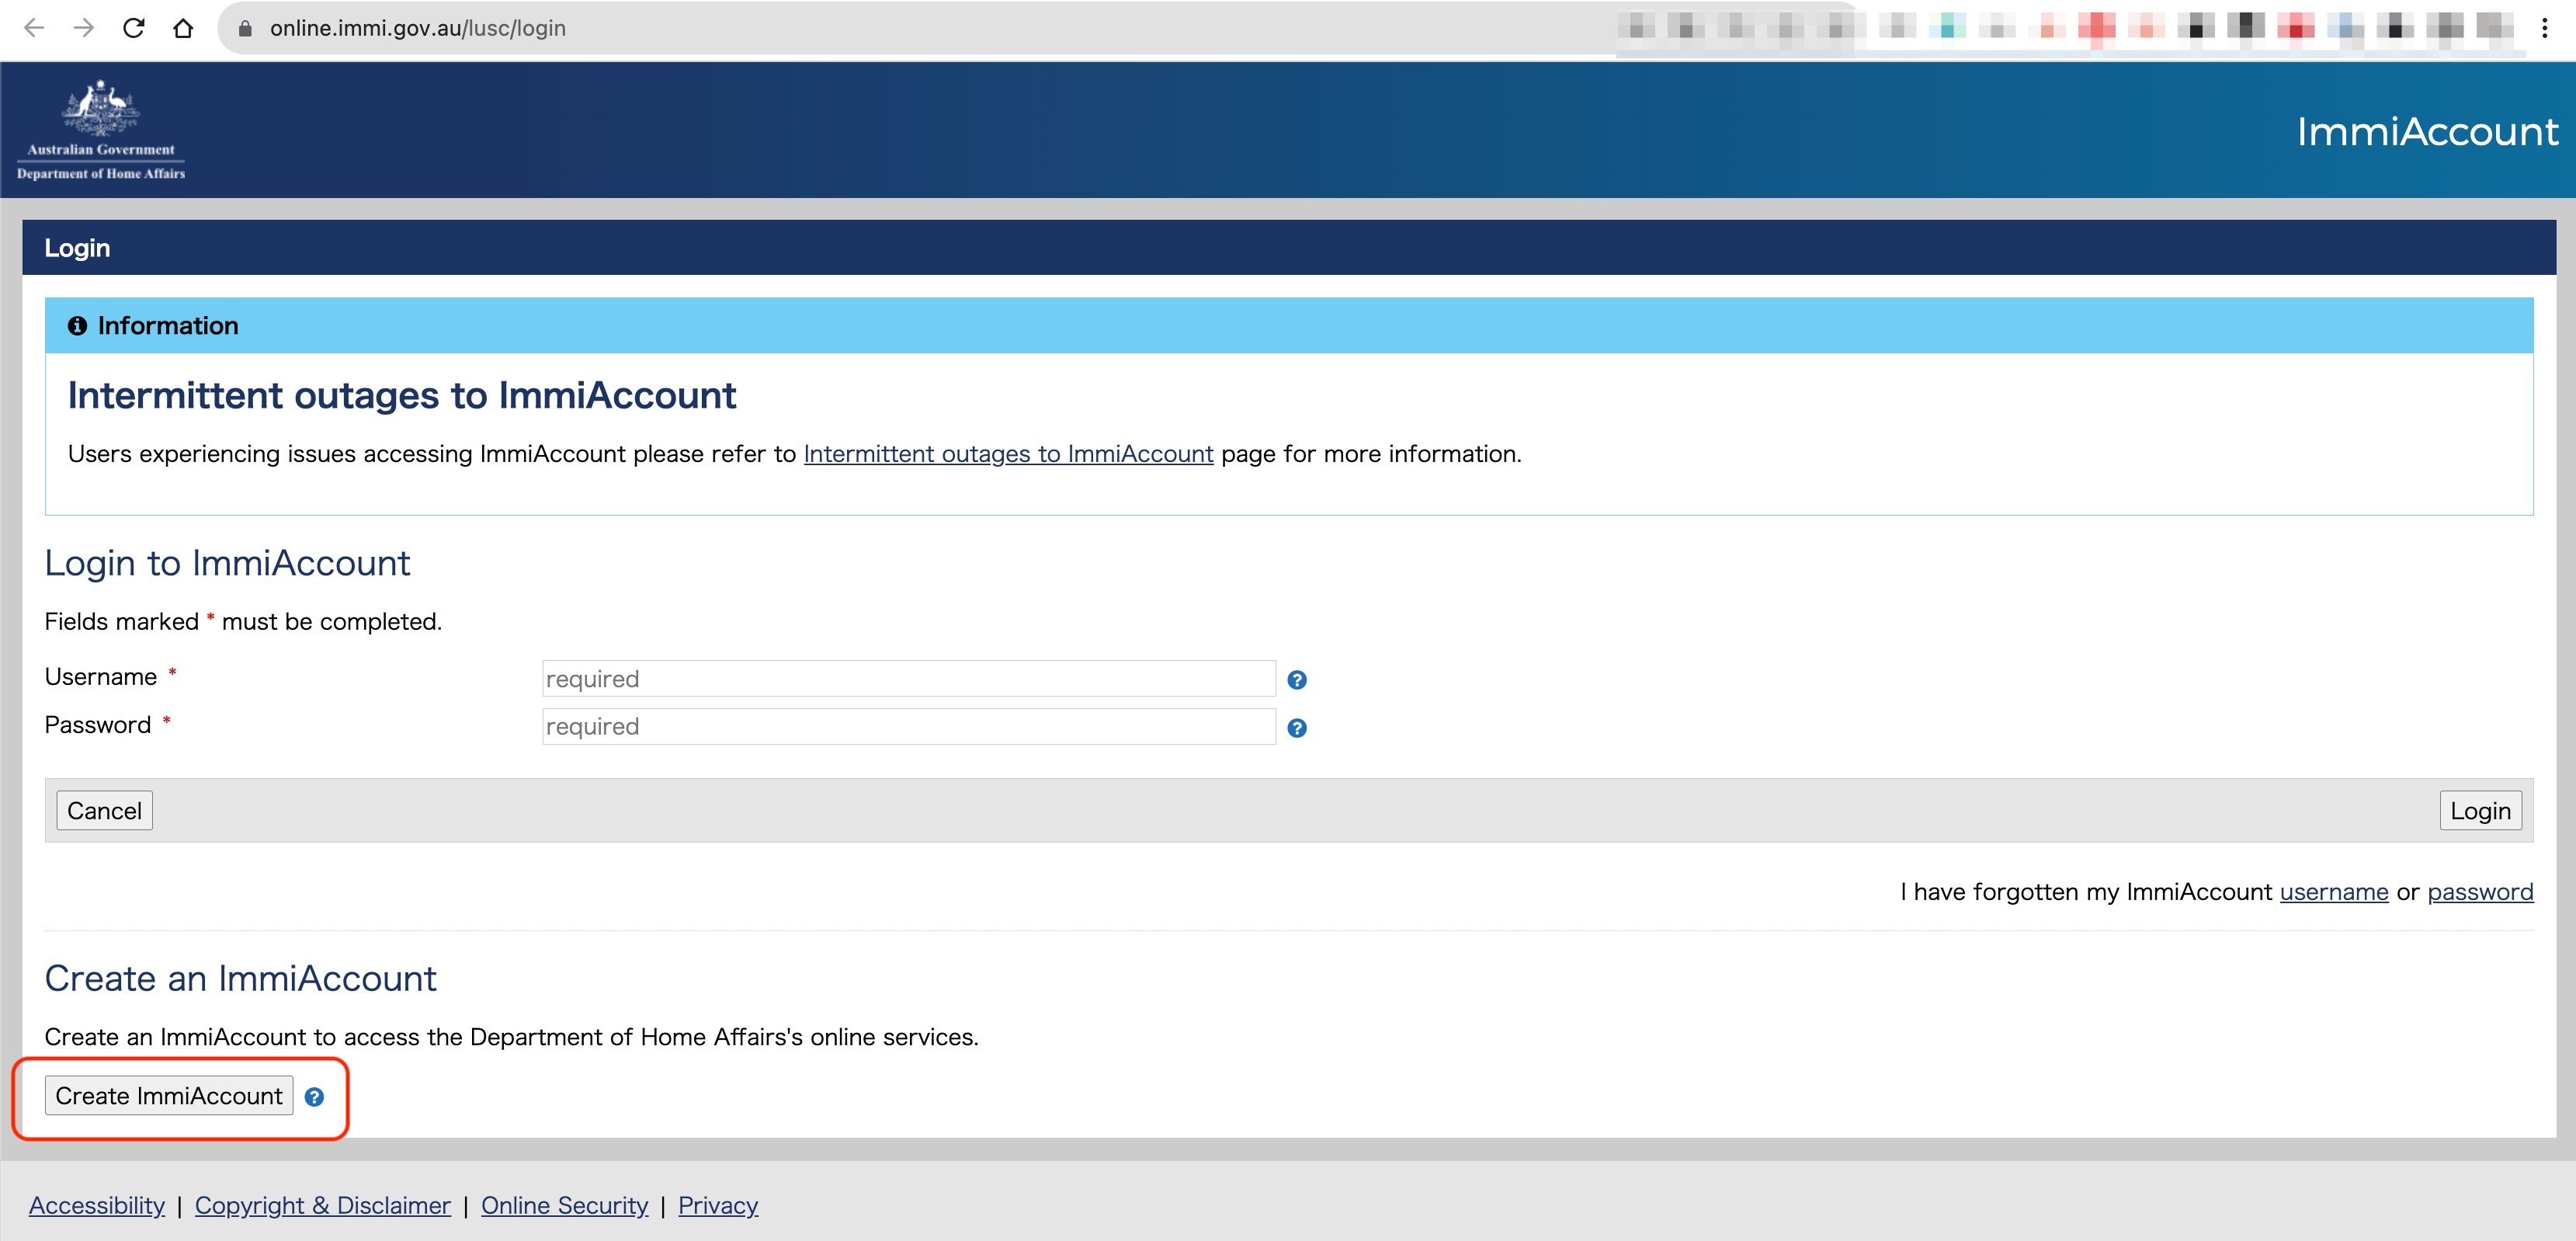 online.immi.gov.au/lusc/login
Australian Government
Department of Home Affairs
ImmiAccount
Login
Information
Intermittent outages to ImmiAccount
Users experiencing issues accessing ImmiAccount please refer to Intermittent outages to ImmiAccount page for more information.
Login to ImmiAccount
Fields marked * must be completed.
Username * required ?
Password * required ?
Cancel Login
I have forgotten my ImmiAccount username or password
Create an ImmiAccount
Create an ImmiAccount to access the Department of Home Affairs's online services.
Create ImmiAccount ?
Accessibility | Copyright & Disclaimer | Online Security | Privacy